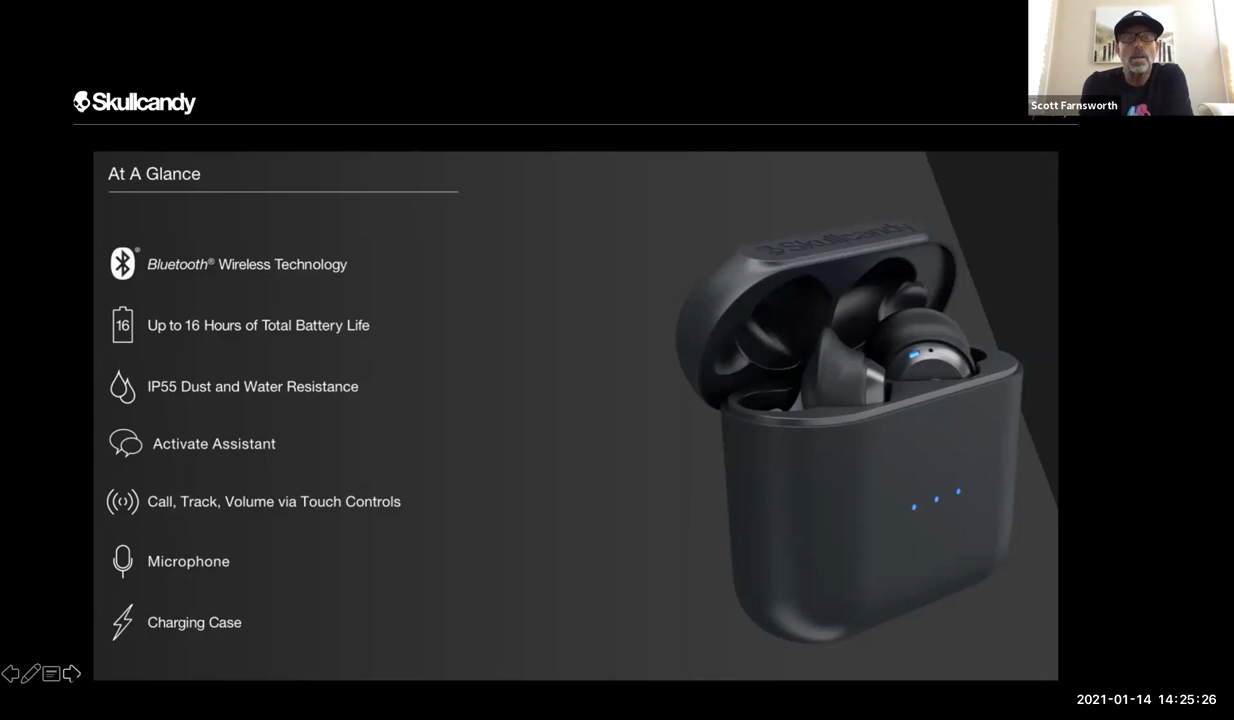 Skullcandy
Scott Farnsworth
At A Glance
Skullcandy
Bluetooth® Wireless Technology
16 Up to 16 Hours of Total Battery Life
IP55 Dust and Water Resistance
Activate Assistant
Call, Track, Volume via Touch Controls
Microphone
Charging Case
2021-01-14 14:25:26